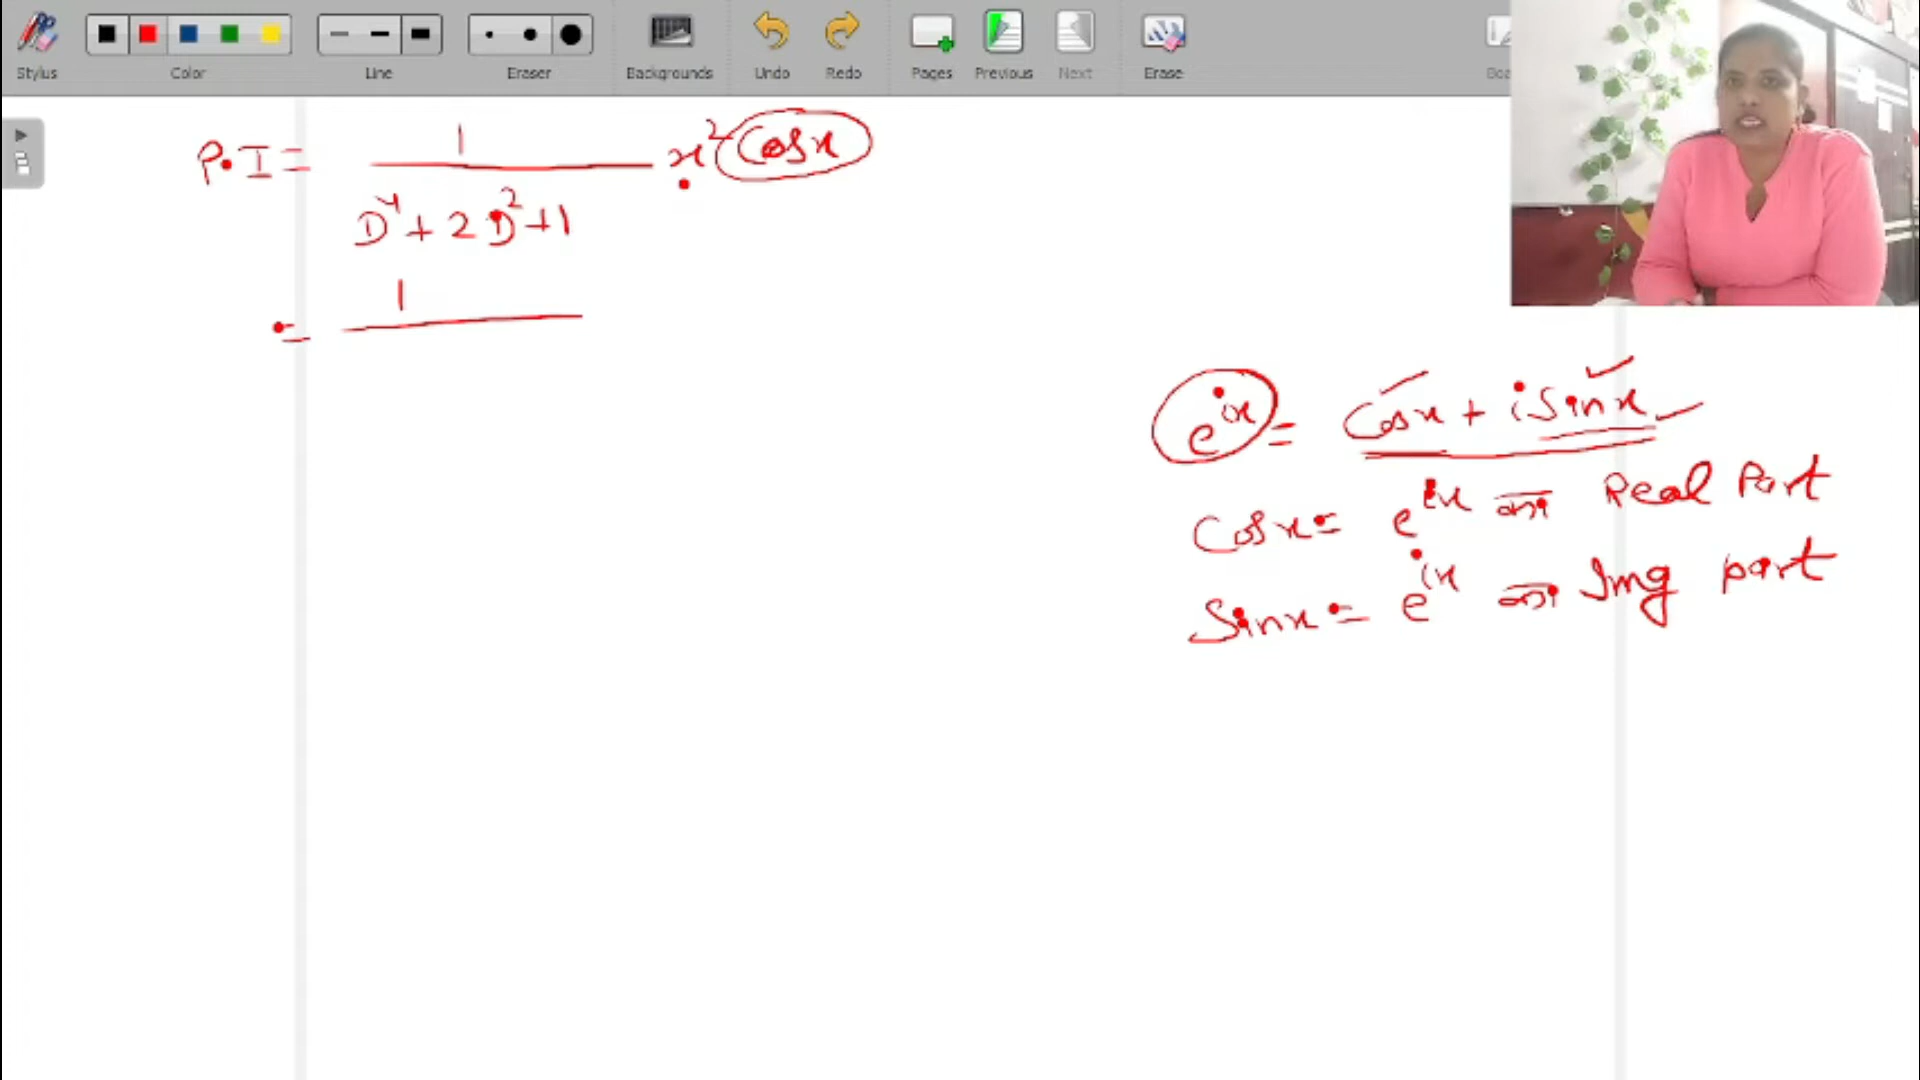 Stylus
Color
Line
Eraser
Backgrounds
Undo
Redo
Pages
Previous
Next
Erase
P.I = 1 / (D⁴ + 2D² + 1) x² Cosx
= 1
e^{ix} = Cosx + i Sinx
Cosx = e^{ix} का Real Part
Sinx = e^{ix} का Img part